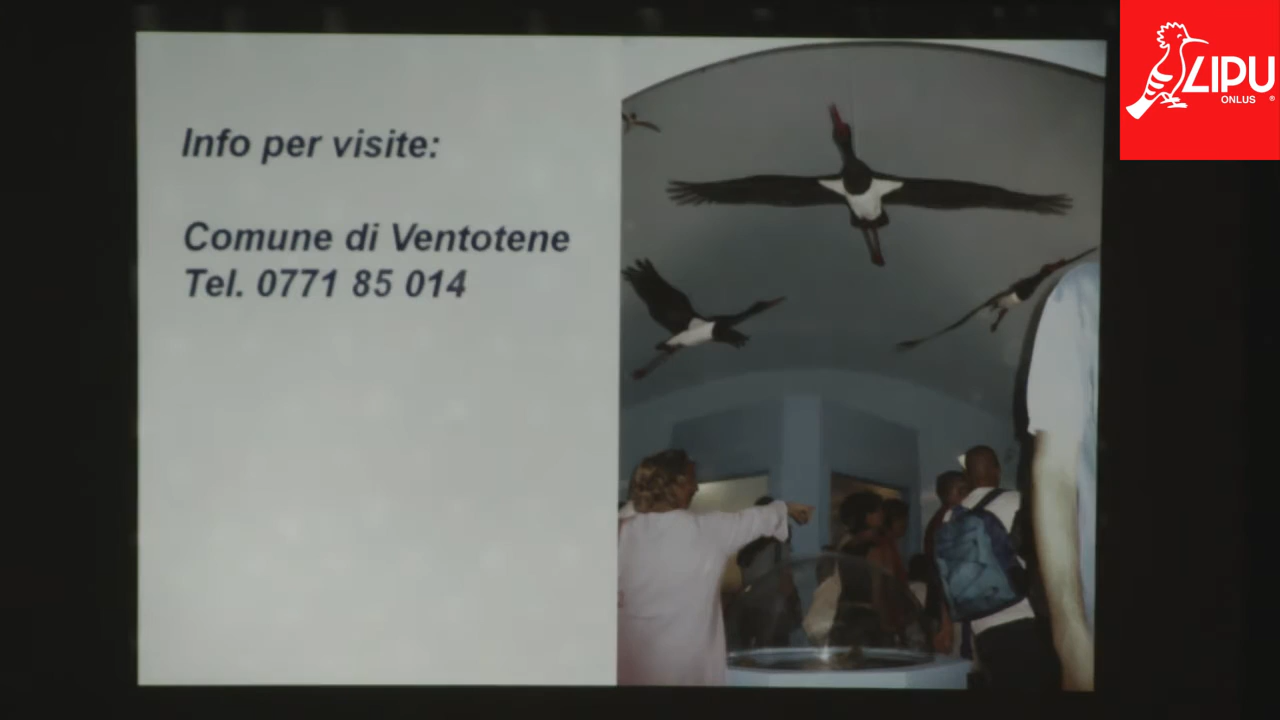 Info per visite:
Comune di Ventotene
Tel. 0771 85 014
LIPU
ONLUS ®